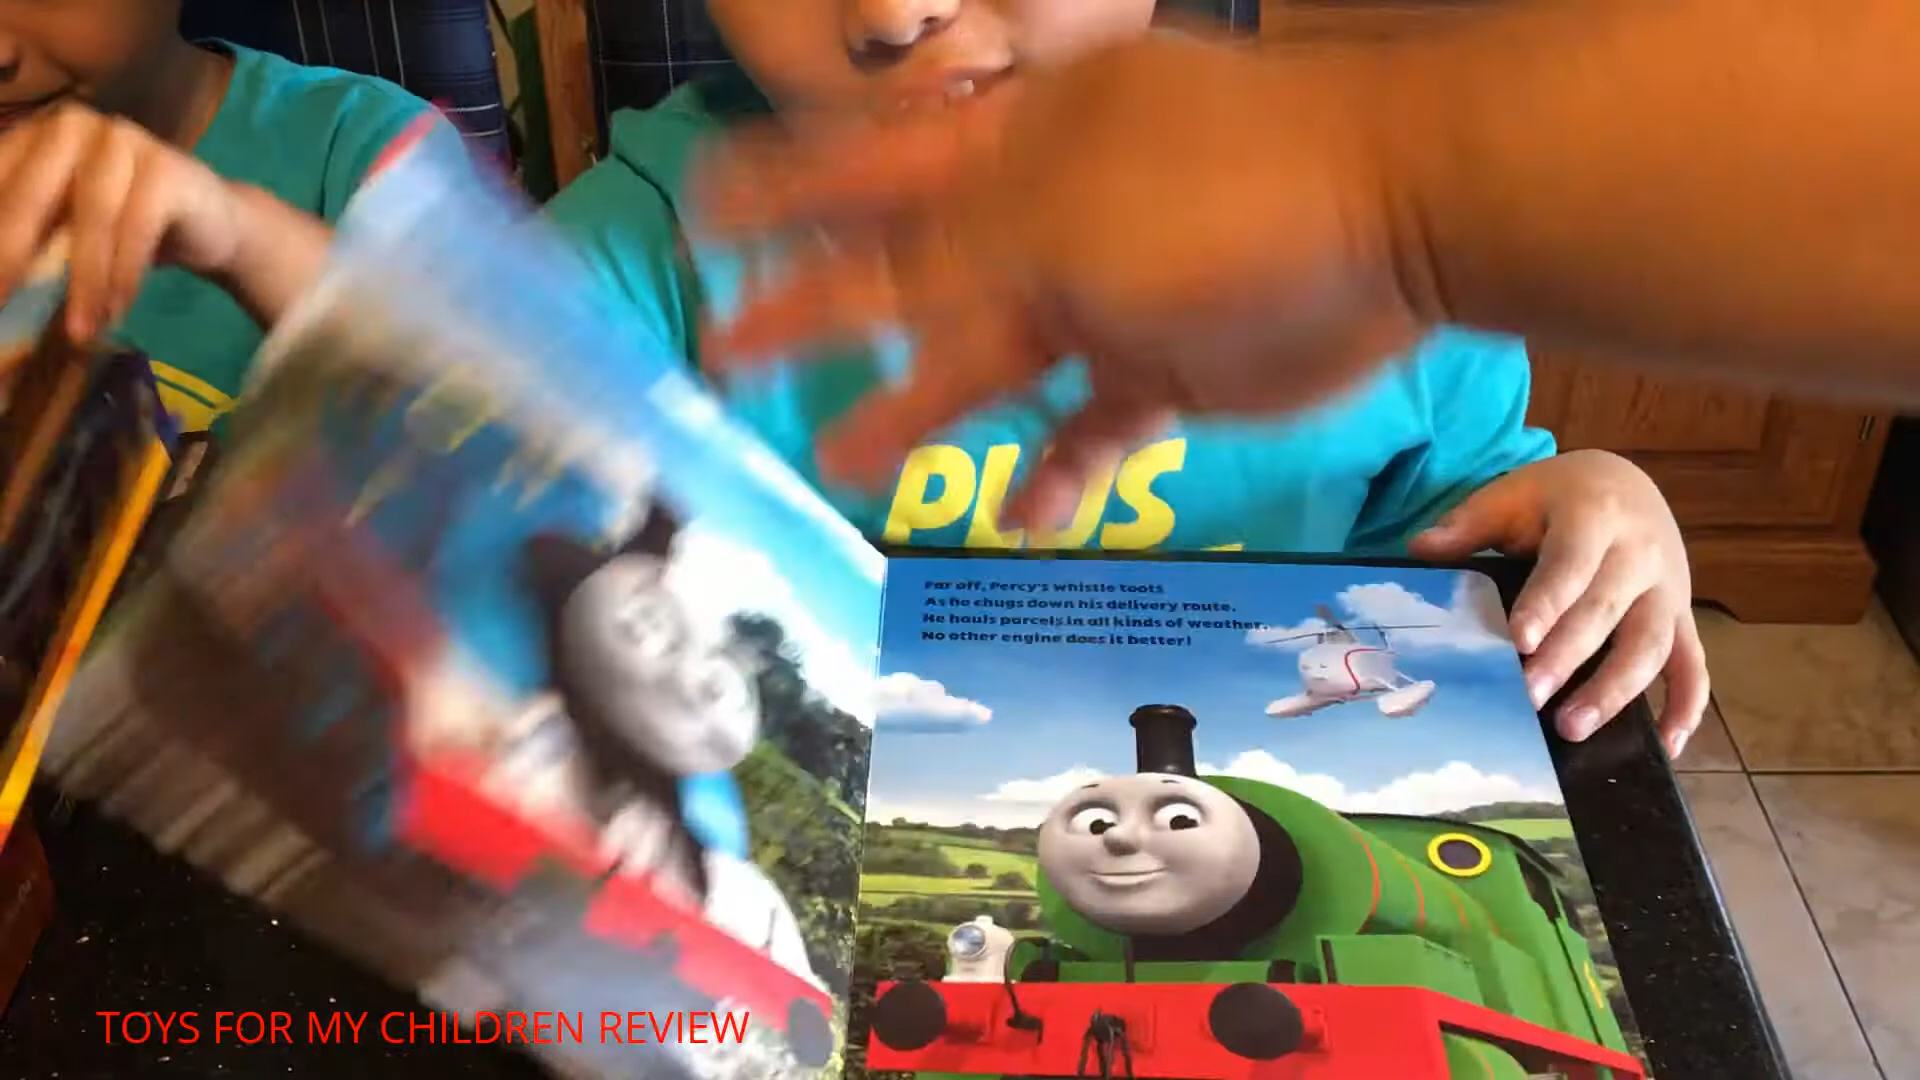 PLUS
Far off, Percy's whistle toots
As he chugs down his delivery route.
He hauls parcels in all kinds of weather.
No other engine does it better!
TOYS FOR MY CHILDREN REVIEW